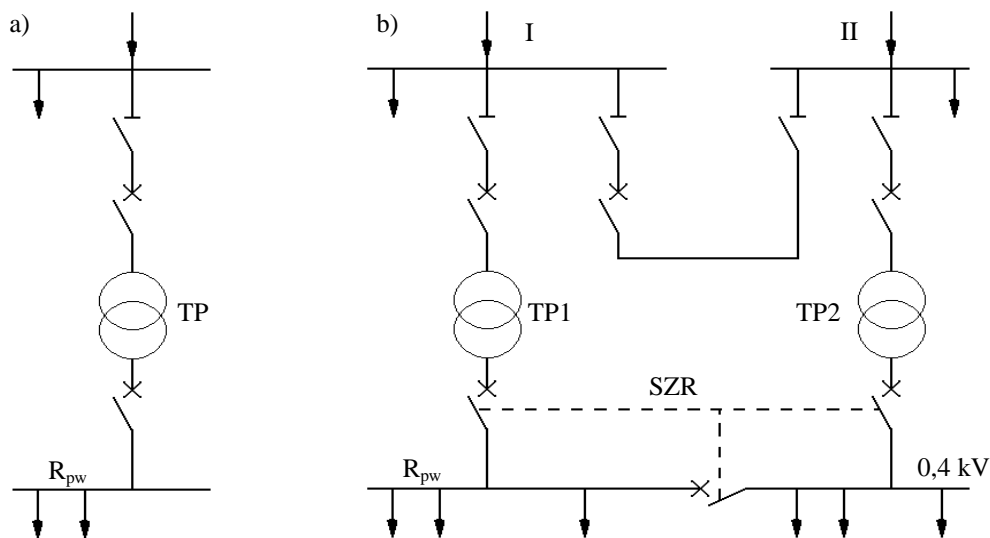 a)
b)
I
II
TP
TP1
TP2
SZR
R_pw
R_pw
0,4 kV